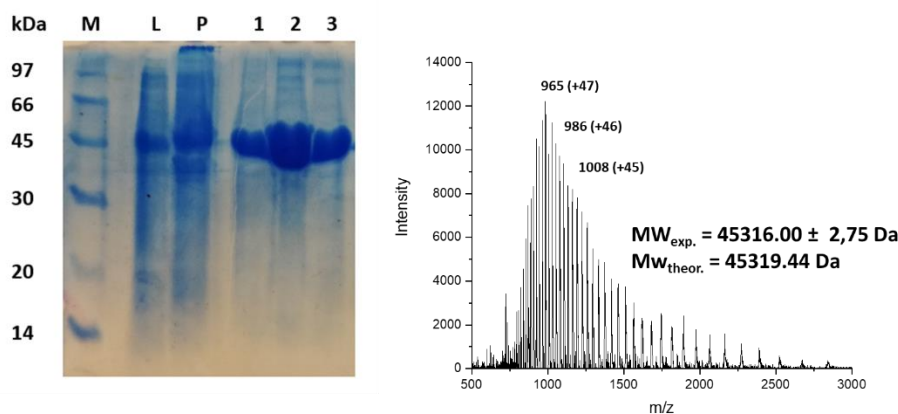 kDa M L P 1 2 3
97
66
45
30
20
14
14000
12000
10000
8000
6000
4000
2000
0
Intensity
965 (+47)
986 (+46)
1008 (+45)
MWexp. = 45316.00 ± 2,75 Da
Mwtheor. = 45319.44 Da
500 1000 1500 2000 2500 3000
m/z